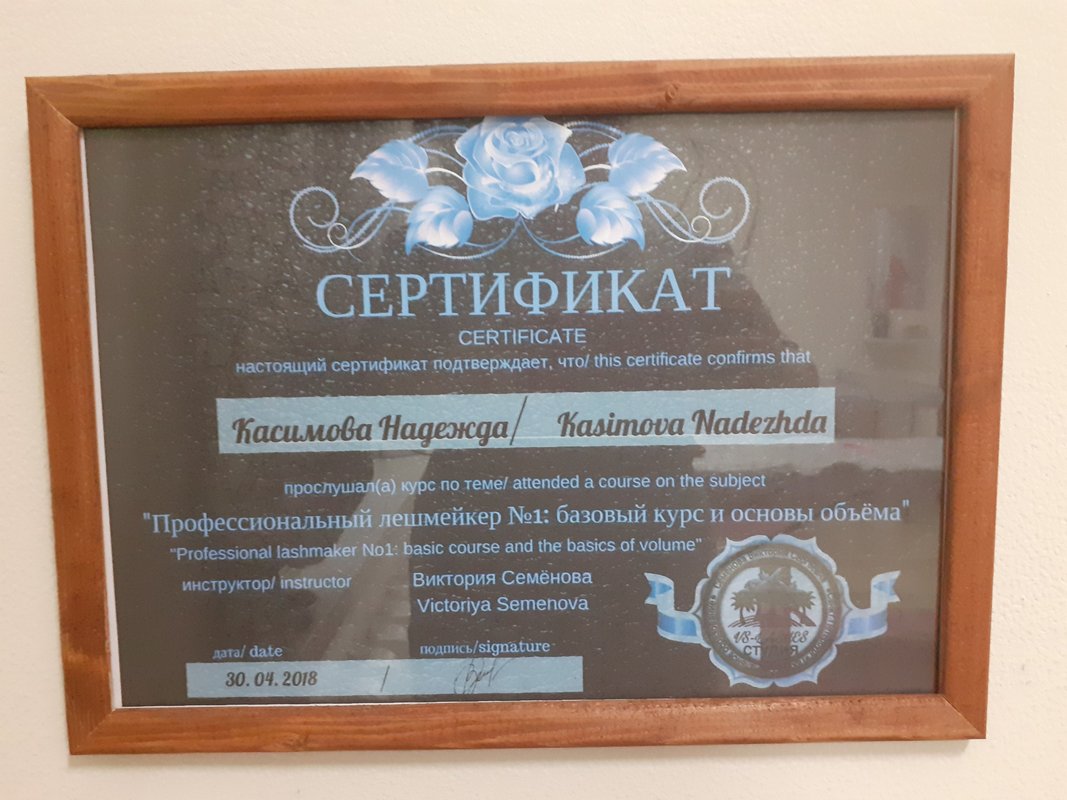 СЕРТИФИКАТ
CERTIFICATE
настоящий сертификат подтверждает, что/ this certificate confirms that
Касимова Надежда/ Kasimova Nadezhda
прослушал(а) курс по теме/ attended a course on the subject
"Профессиональный лешмейкер №1: базовый курс и основы объёма"
"Professional lashmaker No1: basic course and the basics of volume"
инструктор/ instructor
Виктория Семёнова
Victoriya Semenova
дата/ date
подпись/signature
30. 04. 2018 /
СТУДИЯ